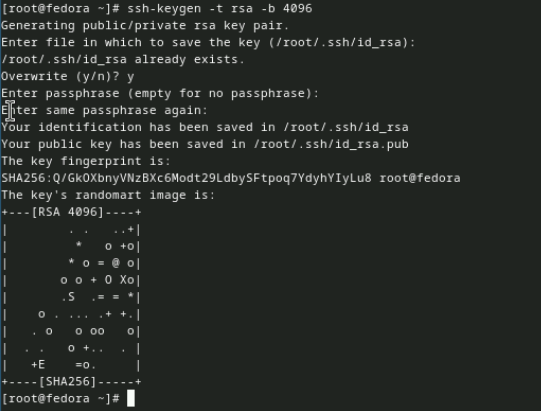 [root@fedora ~]# ssh-keygen -t rsa -b 4096
Generating public/private rsa key pair.
Enter file in which to save the key (/root/.ssh/id_rsa):
/root/.ssh/id_rsa already exists.
Overwrite (y/n)? y
Enter passphrase (empty for no passphrase):
Enter same passphrase again:
Your identification has been saved in /root/.ssh/id_rsa
Your public key has been saved in /root/.ssh/id_rsa.pub
The key fingerprint is:
SHA256:Q/GkOXbnyVNzBXc6Modt29LdbySFtpoq7YdyhYIyLu8 root@fedora
The key's randomart image is:
+---[RSA 4096]----+
|         . .   ..+|
|          *   o +o|
|         * o = @ o|
|        o o + O Xo|
|        .S  .= = *|
|     o . ... .+ +.|
|    . o   o oo   o|
|   . .   o +..  . |
|    +E    =o.     |
+----[SHA256]-----+
[root@fedora ~]#